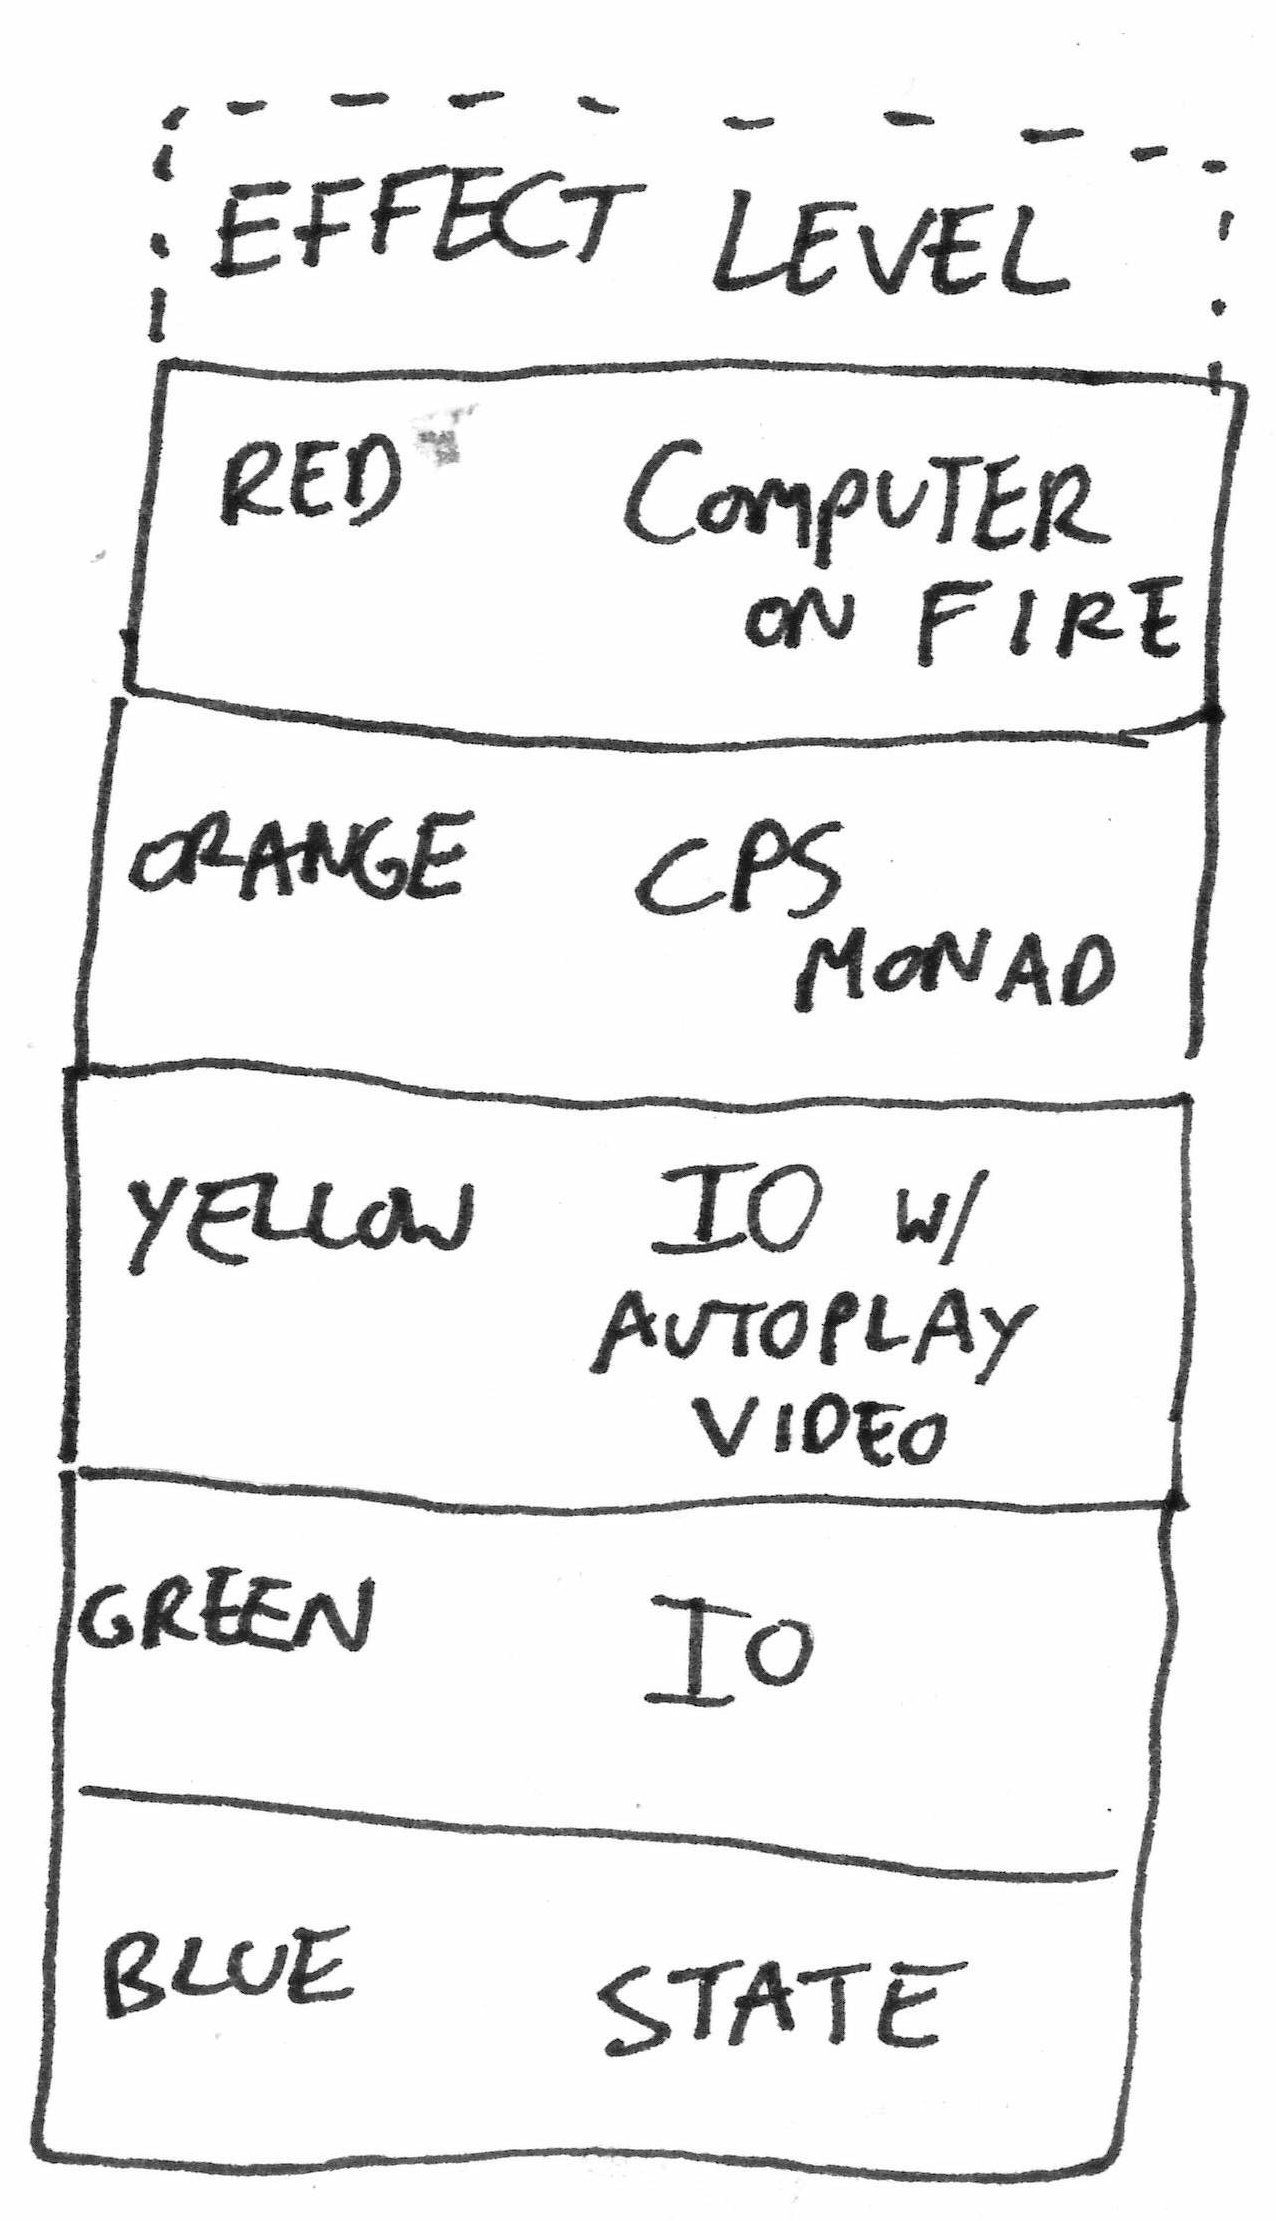 EFFECT LEVEL
RED COMPUTER
ON FIRE
ORANGE CPS
MONAD
YELLOW IO W/
AUTOPLAY
VIDEO
GREEN IO
BLUE STATE